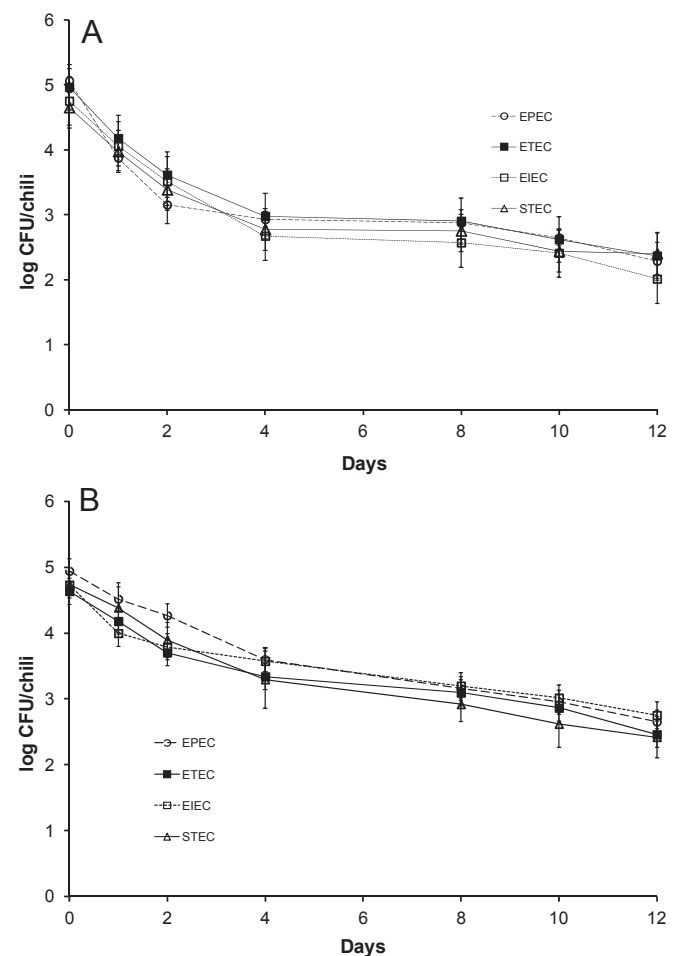 A
6
5
4
3
2
1
0
log CFU/chili
EPEC
ETEC
EIEC
STEC
0 2 4 6 8 10 12
Days
B
6
5
4
3
2
1
0
log CFU/chili
EPEC
ETEC
EIEC
STEC
0 2 4 6 8 10 12
Days